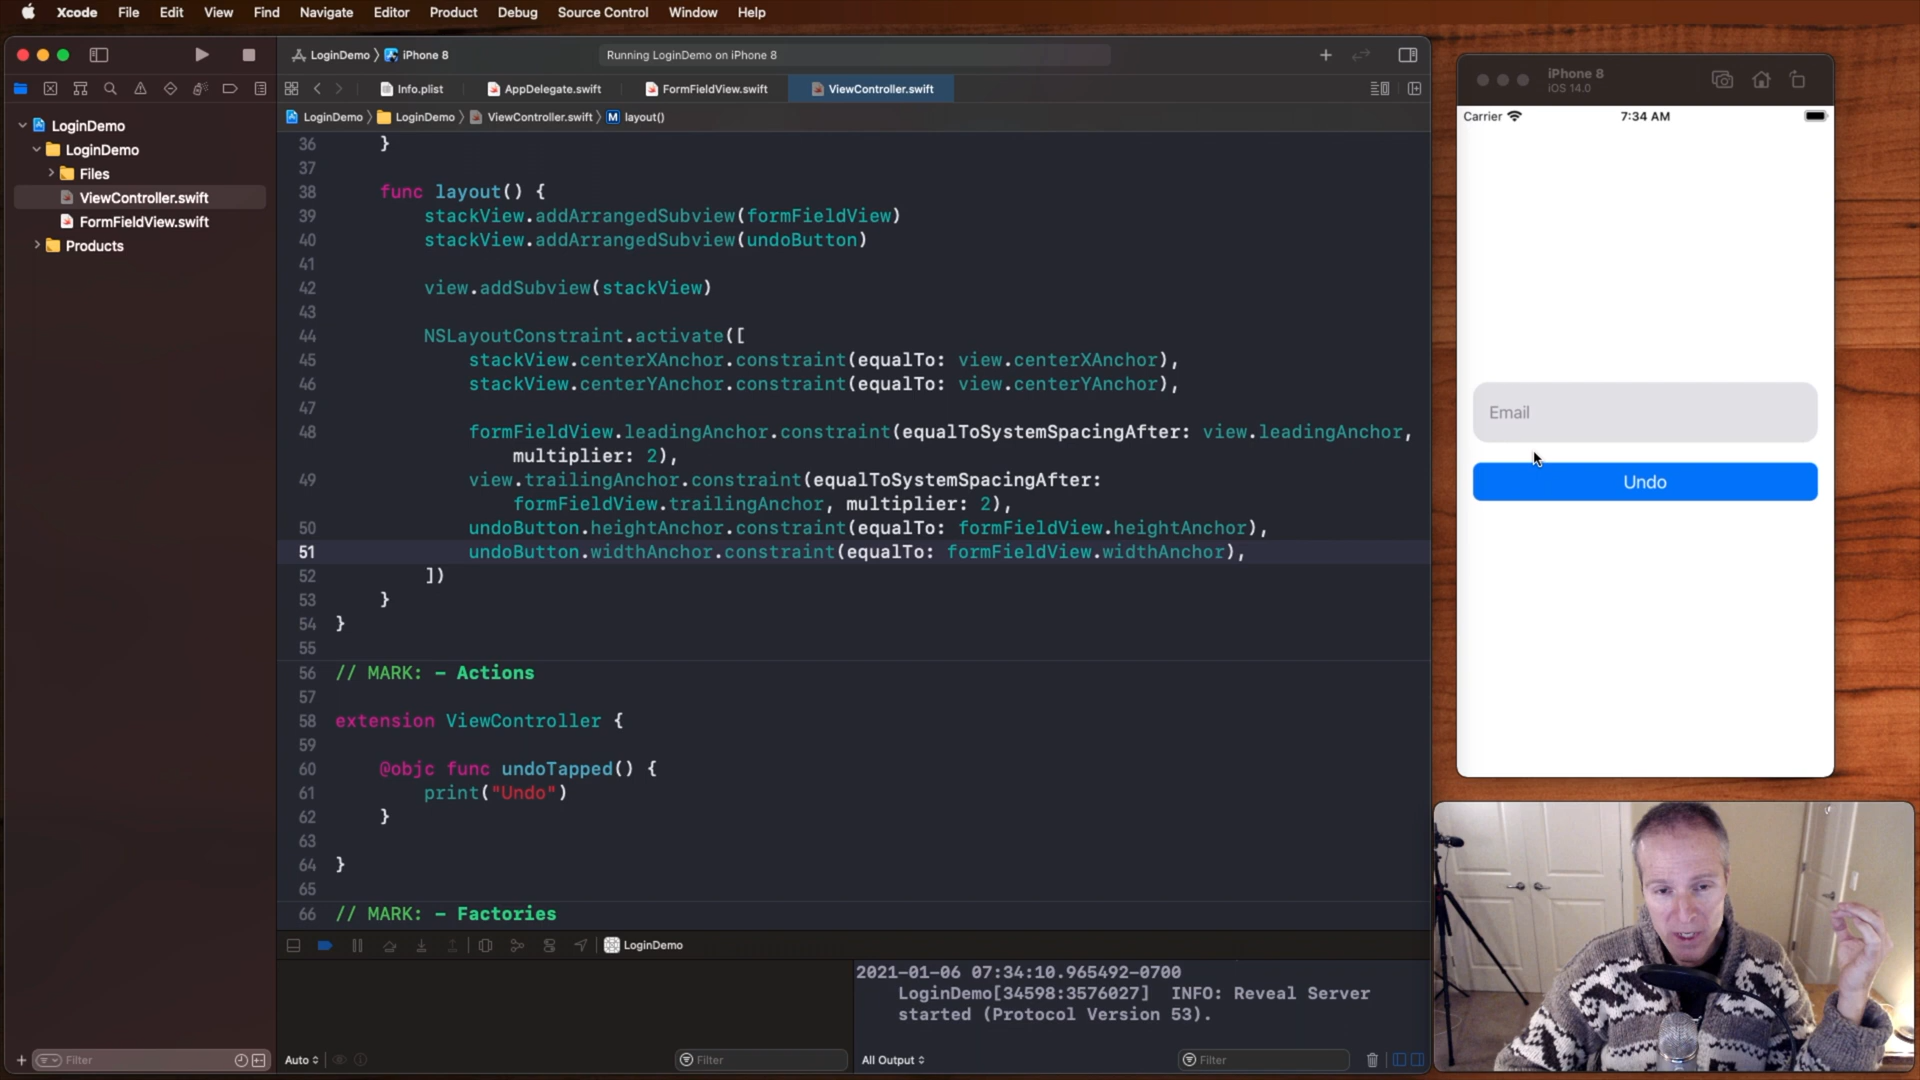 Xcode File Edit View Find Navigate Editor Product Debug Source Control Window Help
LoginDemo iPhone 8
Running LoginDemo on iPhone 8
Info.plist AppDelegate.swift FormFieldView.swift ViewController.swift
LoginDemo LoginDemo ViewController.swift M layout()
LoginDemo
LoginDemo
Files
ViewController.swift
FormFieldView.swift
Products
Filter
36 }
37
38 func layout() {
39 stackView.addArrangedSubview(formFieldView)
40 stackView.addArrangedSubview(undoButton)
41
42 view.addSubview(stackView)
43
44 NSLayoutConstraint.activate([
45 stackView.centerXAnchor.constraint(equalTo: view.centerXAnchor),
46 stackView.centerYAnchor.constraint(equalTo: view.centerYAnchor),
47
48 formFieldView.leadingAnchor.constraint(equalToSystemSpacingAfter: view.leadingAnchor,
multiplier: 2),
49 view.trailingAnchor.constraint(equalToSystemSpacingAfter:
formFieldView.trailingAnchor, multiplier: 2),
50 undoButton.heightAnchor.constraint(equalTo: formFieldView.heightAnchor),
51 undoButton.widthAnchor.constraint(equalTo: formFieldView.widthAnchor),
52 ])
53 }
54 }
55
56 // MARK: - Actions
57
58 extension ViewController {
59
60 @objc func undoTapped() {
61 print("Undo")
62 }
63
64 }
65
66 // MARK: - Factories
LoginDemo
2021-01-06 07:34:10.965492-0700
LoginDemo[34598:3576027] INFO: Reveal Server
started (Protocol Version 53).
Auto
Filter
All Output
Filter
iPhone 8
iOS 14.0
Carrier 7:34 AM
Email
Undo